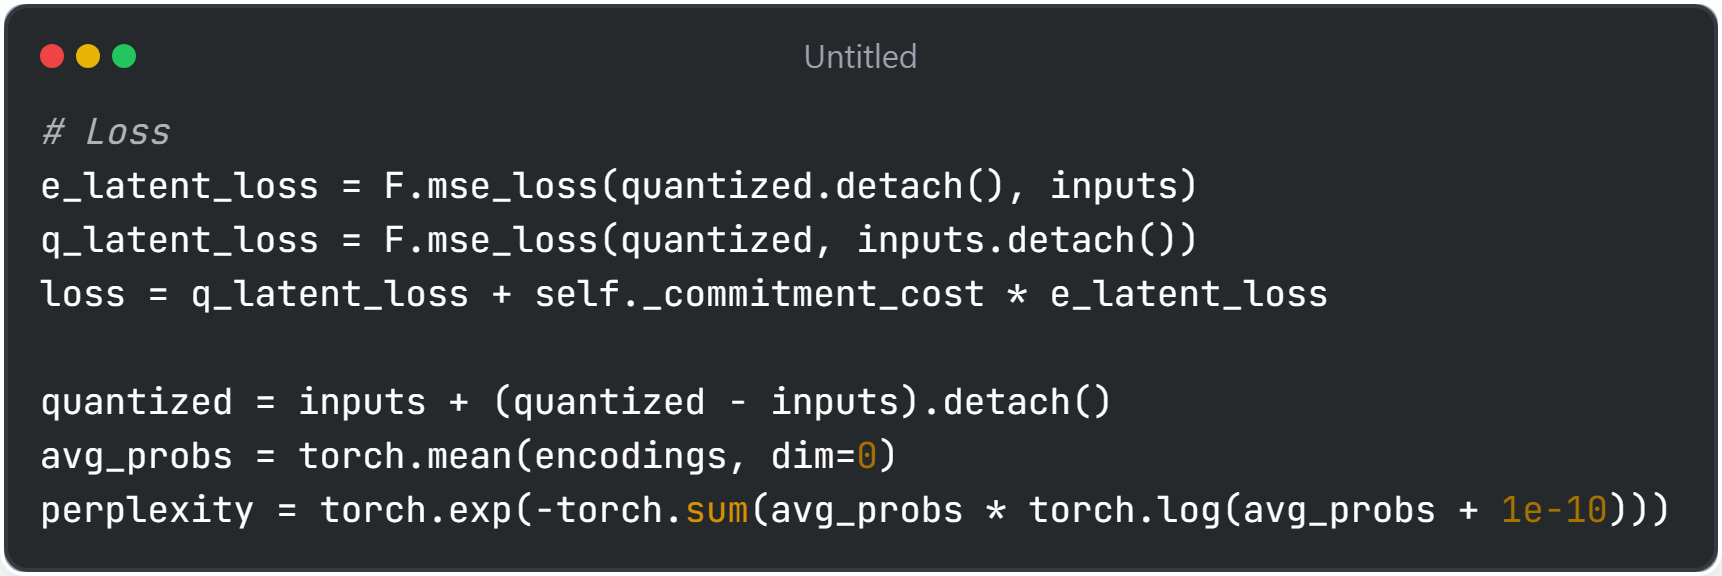 Untitled
# Loss
e_latent_loss = F.mse_loss(quantized.detach(), inputs)
q_latent_loss = F.mse_loss(quantized, inputs.detach())
loss = q_latent_loss + self._commitment_cost * e_latent_loss

quantized = inputs + (quantized - inputs).detach()
avg_probs = torch.mean(encodings, dim=0)
perplexity = torch.exp(-torch.sum(avg_probs * torch.log(avg_probs + 1e-10)))